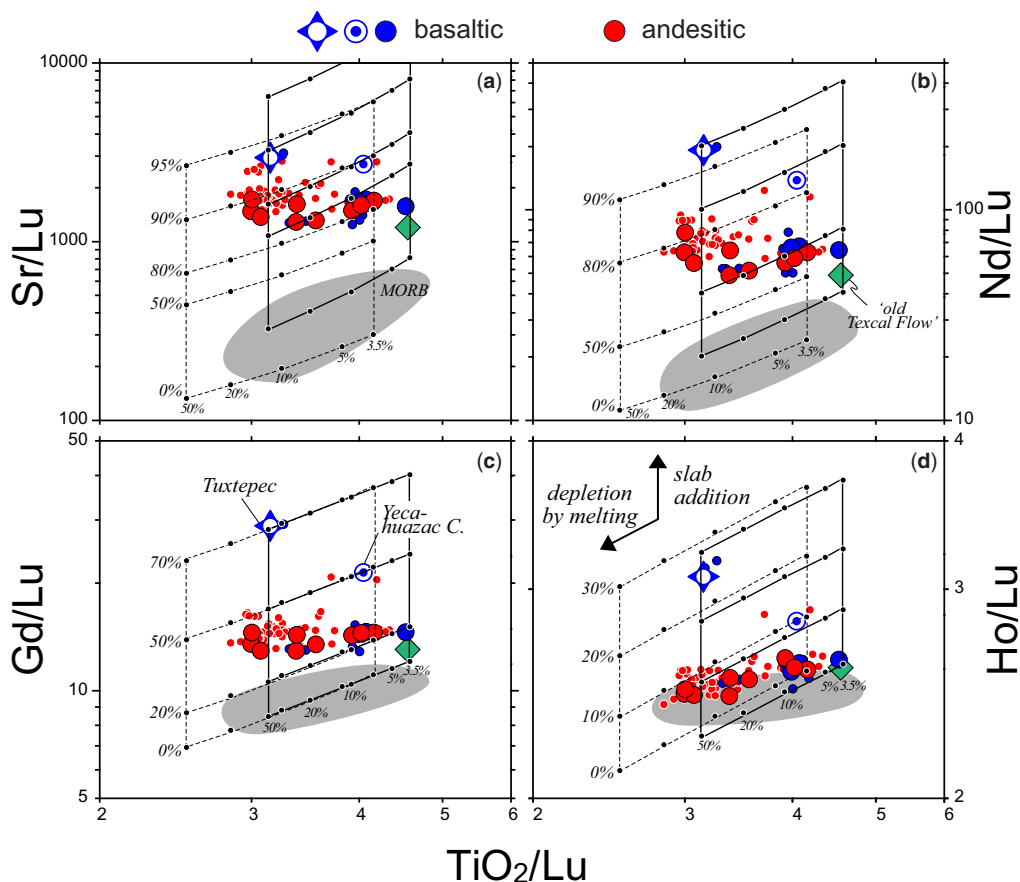 basaltic andesitic
10000 (a) (b)
Sr/Lu
95%
90%
80%
50%
0%
1000
100
MORB
50% 20% 10% 5% 3.5%
Nd/Lu
90%
80%
50%
0%
100
10
'old
Texcal Flow'
50% 20% 10% 5% 3.5%
50 (c) (d) 4
Gd/Lu
Tuxtepec
Yeca-
huazac C.
70%
50%
20%
0%
10
5
50% 20% 10% 5% 3.5%
Ho/Lu
depletion
by melting
slab
addition
30%
20%
10%
0%
3
2
50% 20% 10% 5% 3.5%
2 3 4 5 6 2 3 4 5 6
TiO₂/Lu